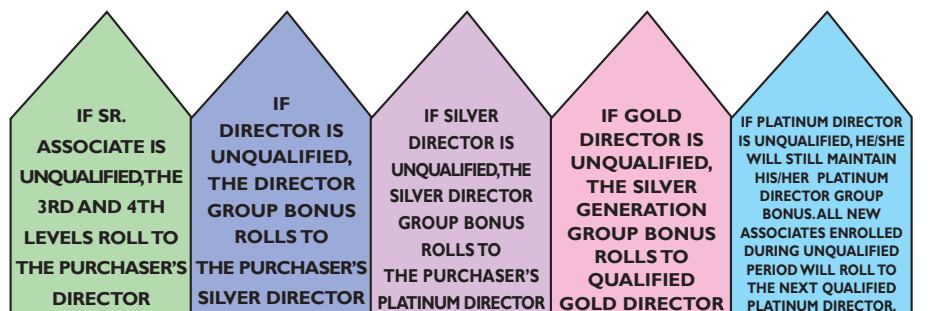 IF SR.
ASSOCIATE IS
UNQUALIFIED,THE
3RD AND 4TH
LEVELS ROLL TO
THE PURCHASER'S
DIRECTOR
IF
DIRECTOR IS
UNQUALIFIED,
THE DIRECTOR
GROUP BONUS
ROLLS TO
THE PURCHASER'S
SILVER DIRECTOR
IF SILVER
DIRECTOR IS
UNQUALIFIED,THE
SILVER DIRECTOR
GROUP BONUS
ROLLS TO
THE PURCHASER'S
PLATINUM DIRECTOR
IF GOLD
DIRECTOR IS
UNQUALIFIED,
THE SILVER
GENERATION
GROUP BONUS
ROLLS TO
QUALIFIED
GOLD DIRECTOR
IF PLATINUM DIRECTOR
IS UNQUALIFIED, HE/SHE
WILL STILL MAINTAIN
HIS/HER PLATINUM
DIRECTOR GROUP
BONUS.ALL NEW
ASSOCIATES ENROLLED
DURING UNQUALIFIED
PERIOD WILL ROLL TO
THE NEXT QUALIFIED
PLATINUM DIRECTOR.